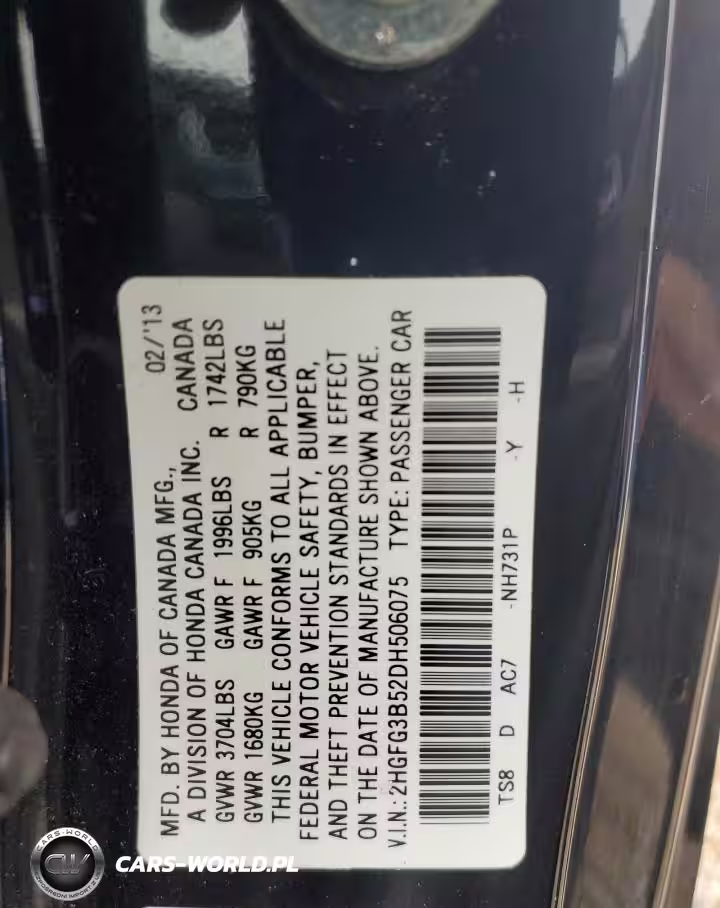 MFD. BY HONDA OF CANADA MFG., 02/'13
A DIVISION OF HONDA CANADA INC. CANADA
GVWR 3704LBS GAWR F 1996LBS R 1742LBS
GVWR 1680KG GAWR F 905KG R 790KG
THIS VEHICLE CONFORMS TO ALL APPLICABLE
FEDERAL MOTOR VEHICLE SAFETY, BUMPER,
AND THEFT PREVENTION STANDARDS IN EFFECT
ON THE DATE OF MANUFACTURE SHOWN ABOVE.
V.I.N.: 2HGFG3B52DH506075 TYPE: PASSENGER CAR
TS8 D AC7 -NH731P -Y -H
CARS-WORLD
CW
CARS-WORLD.PL